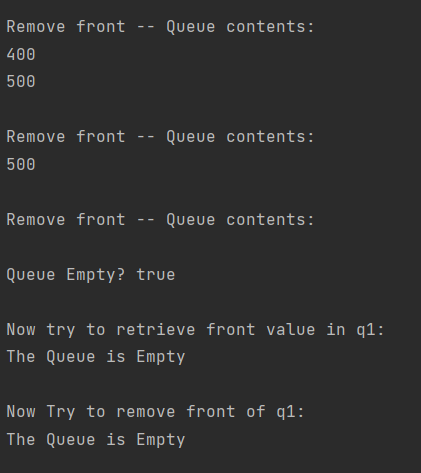 Remove front -- Queue contents:
400
500
Remove front -- Queue contents:
500
Remove front -- Queue contents:
Queue Empty? true
Now try to retrieve front value in q1:
The Queue is Empty
Now Try to remove front of q1:
The Queue is Empty